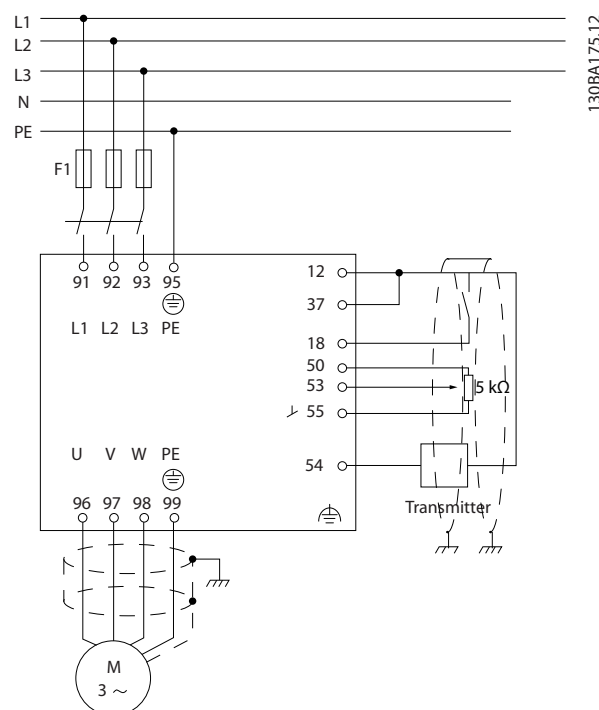 L1
L2
L3
N
PE
130BA175.12
F1
91 92 93 95
L1 L2 L3 PE
12
37
18
50
53
5 kΩ
55
54
Transmitter
U V W PE
96 97 98 99
M
3 ~